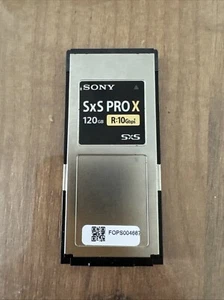 SONY
SxS PRO X
120GB R:10Gbps
SxS
FOPS004667